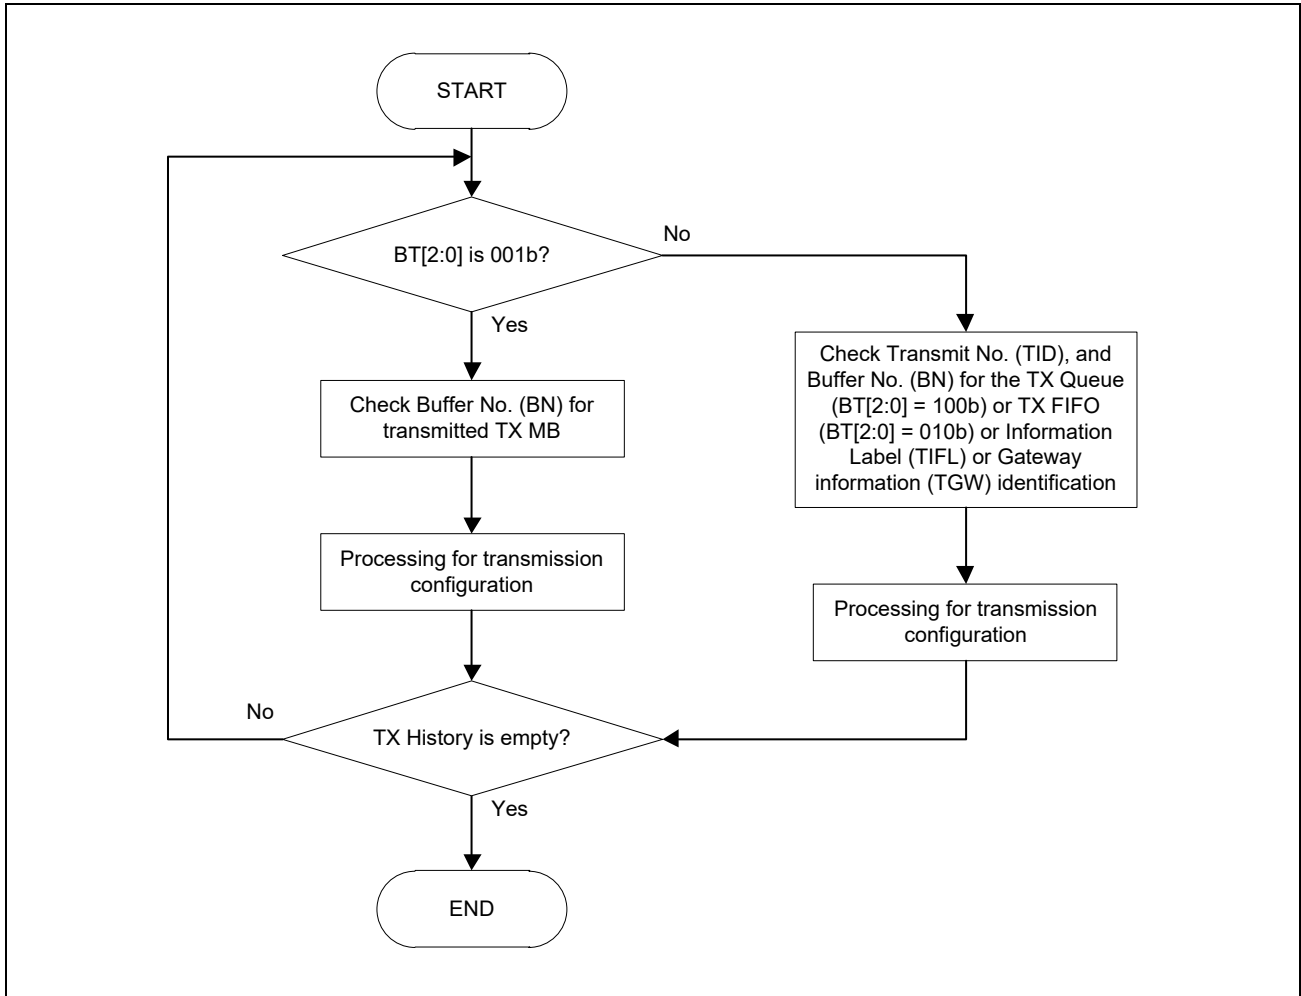 START
BT[2:0] is 001b?
No
Yes
Check Buffer No. (BN) for
transmitted TX MB
Check Transmit No. (TID), and
Buffer No. (BN) for the TX Queue
(BT[2:0] = 100b) or TX FIFO
(BT[2:0] = 010b) or Information
Label (TIFL) or Gateway
information (TGW) identification
Processing for transmission
configuration
Processing for transmission
configuration
No
TX History is empty?
Yes
END